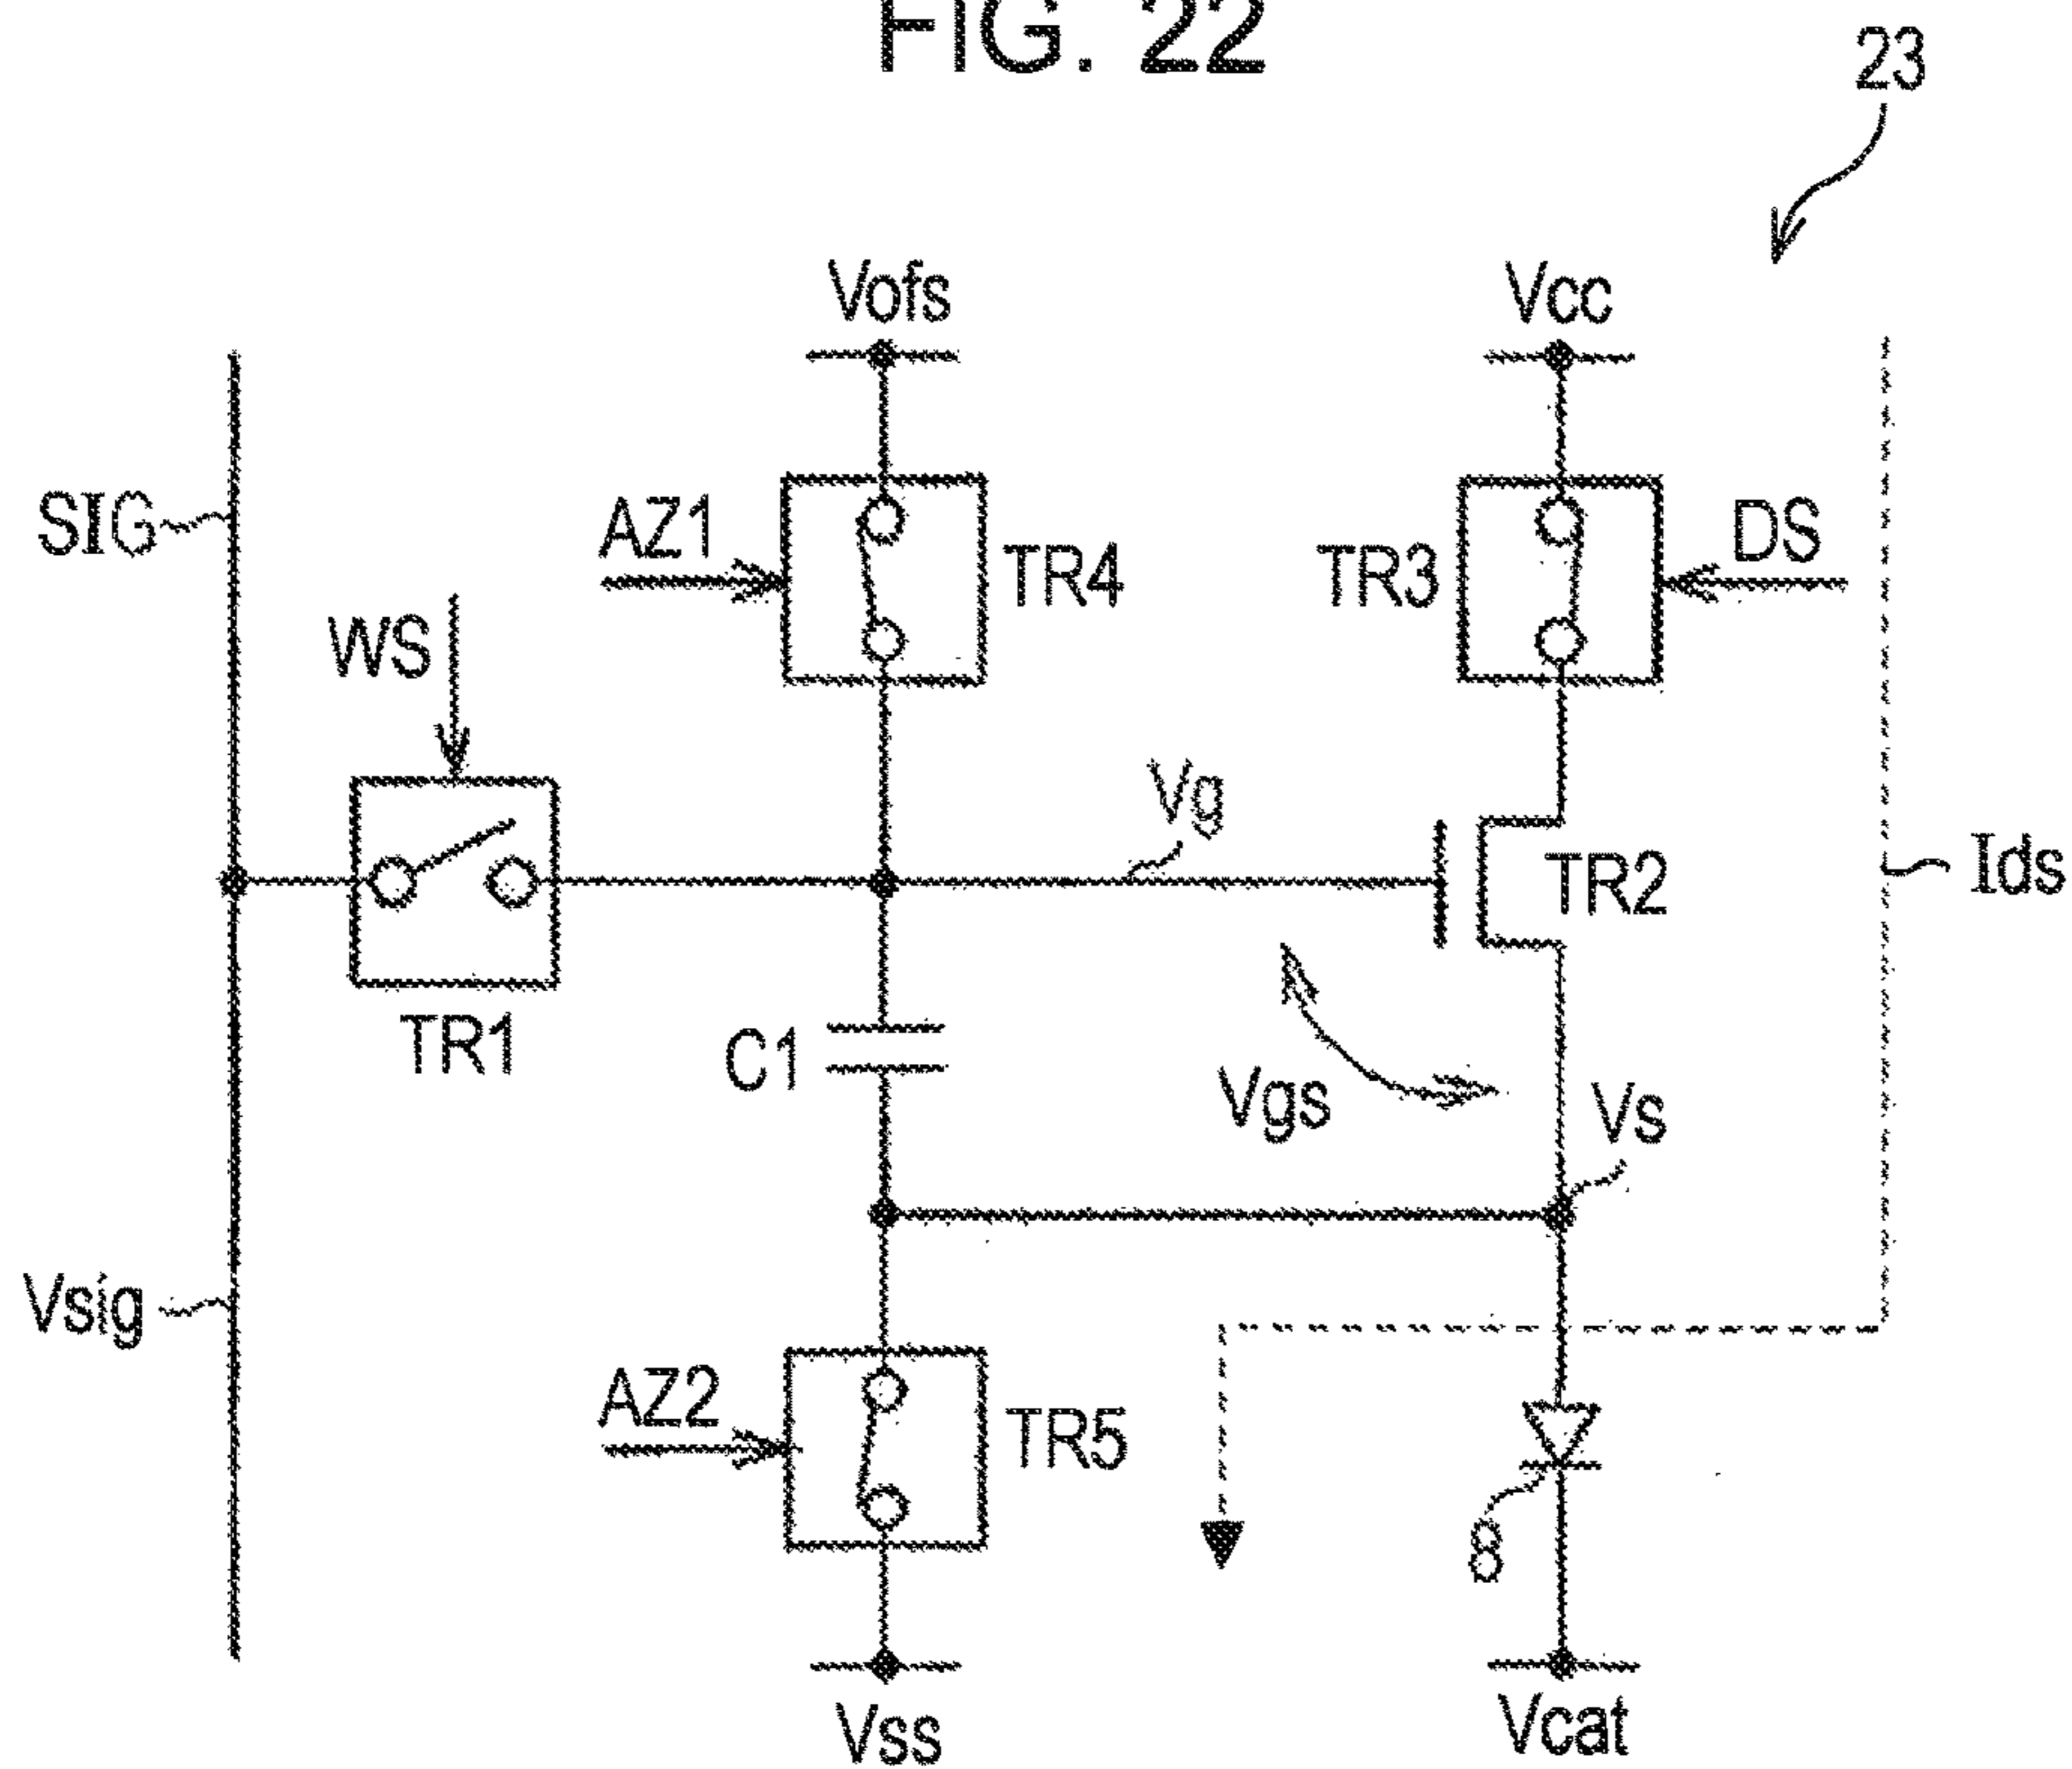 FIG. 22
23
Vofs
Vcc
SIG
AZ1
TR4
TR3
DS
WS
Vg
TR2
Ids
TR1
C1
Vgs
Vs
Vsig
AZ2
TR5
8
Vss
Vcat